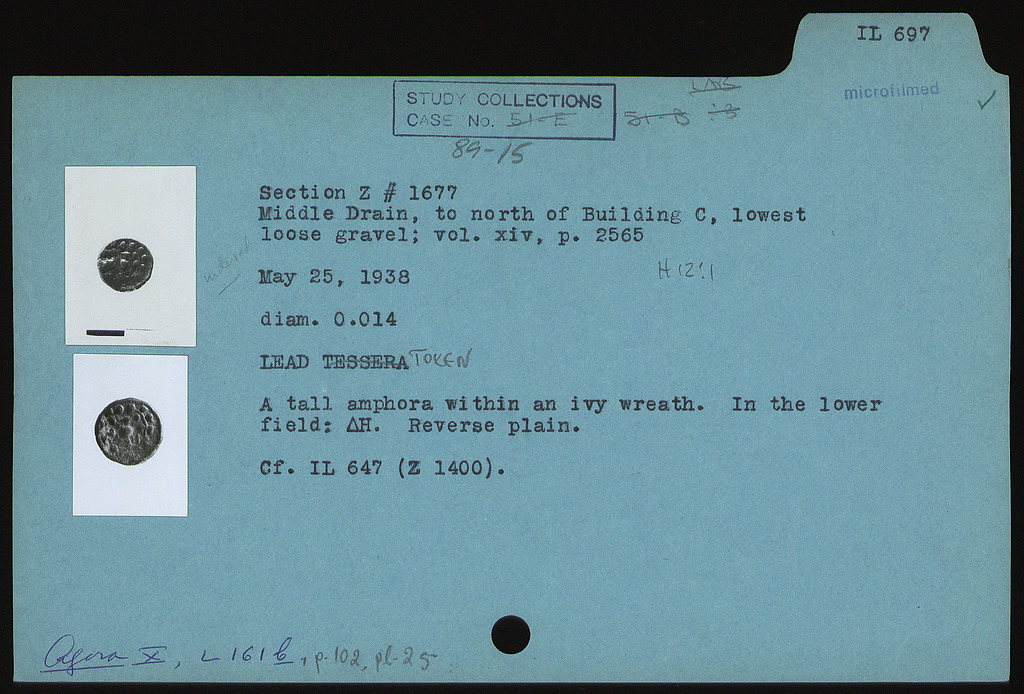 IL 697
microfilmed ✓
STUDY COLLECTIONS
CASE No. 51-E
89-15
Section Z # 1677
Middle Drain, to north of Building C, lowest
loose gravel; vol. xiv, p. 2565
May 25, 1938
diam. 0.014
LEAD TESSERA TOKEN
A tall amphora within an ivy wreath. In the lower
field: ΔH. Reverse plain.
Cf. IL 647 (Z 1400).
Agora X, L161b, p. 102, pl. 25